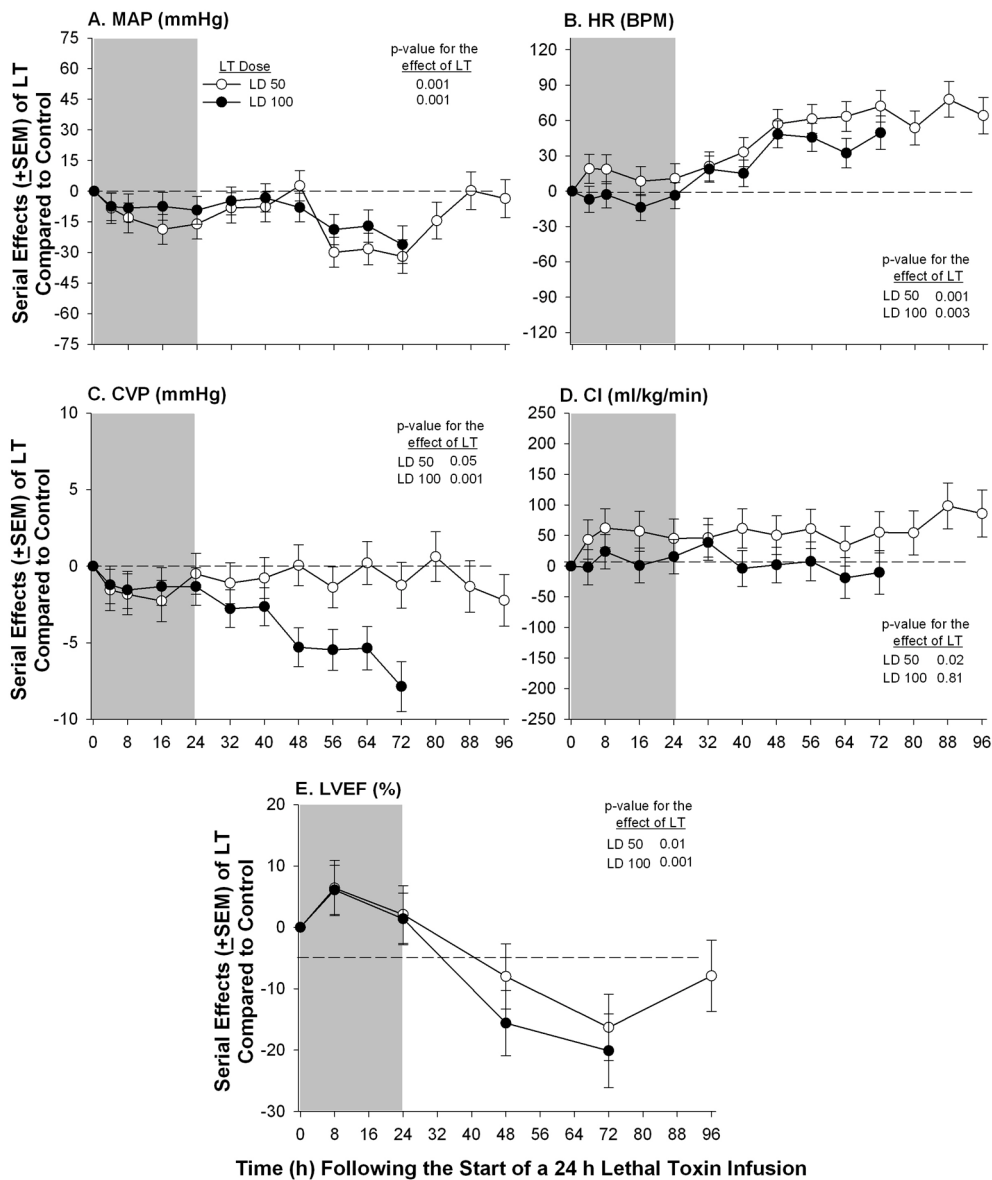 A. MAP (mmHg)
75
60
45
30
15
0
-15
-30
-45
-60
-75
Serial Effects (±SEM) of LT
Compared to Control
LT Dose
LD 50
LD 100
p-value for the
effect of LT
0.001
0.001
B. HR (BPM)
120
90
60
30
0
-30
-60
-90
-120
p-value for the
effect of LT
LD 50 0.001
LD 100 0.003
C. CVP (mmHg)
10
5
0
-5
-10
Serial Effects (±SEM) of LT
Compared to Control
p-value for the
effect of LT
LD 50 0.05
LD 100 0.001
0 8 16 24 32 40 48 56 64 72 80 88 96
D. CI (ml/kg/min)
250
200
150
100
50
0
-50
-100
-150
-200
-250
p-value for the
effect of LT
LD 50 0.02
LD 100 0.81
0 8 16 24 32 40 48 56 64 72 80 88 96
E. LVEF (%)
20
10
0
-10
-20
-30
Serial Effects (±SEM) of LT
Compared to Control
p-value for the
effect of LT
LD 50 0.01
LD 100 0.001
0 8 16 24 32 40 48 56 64 72 80 88 96
Time (h) Following the Start of a 24 h Lethal Toxin Infusion